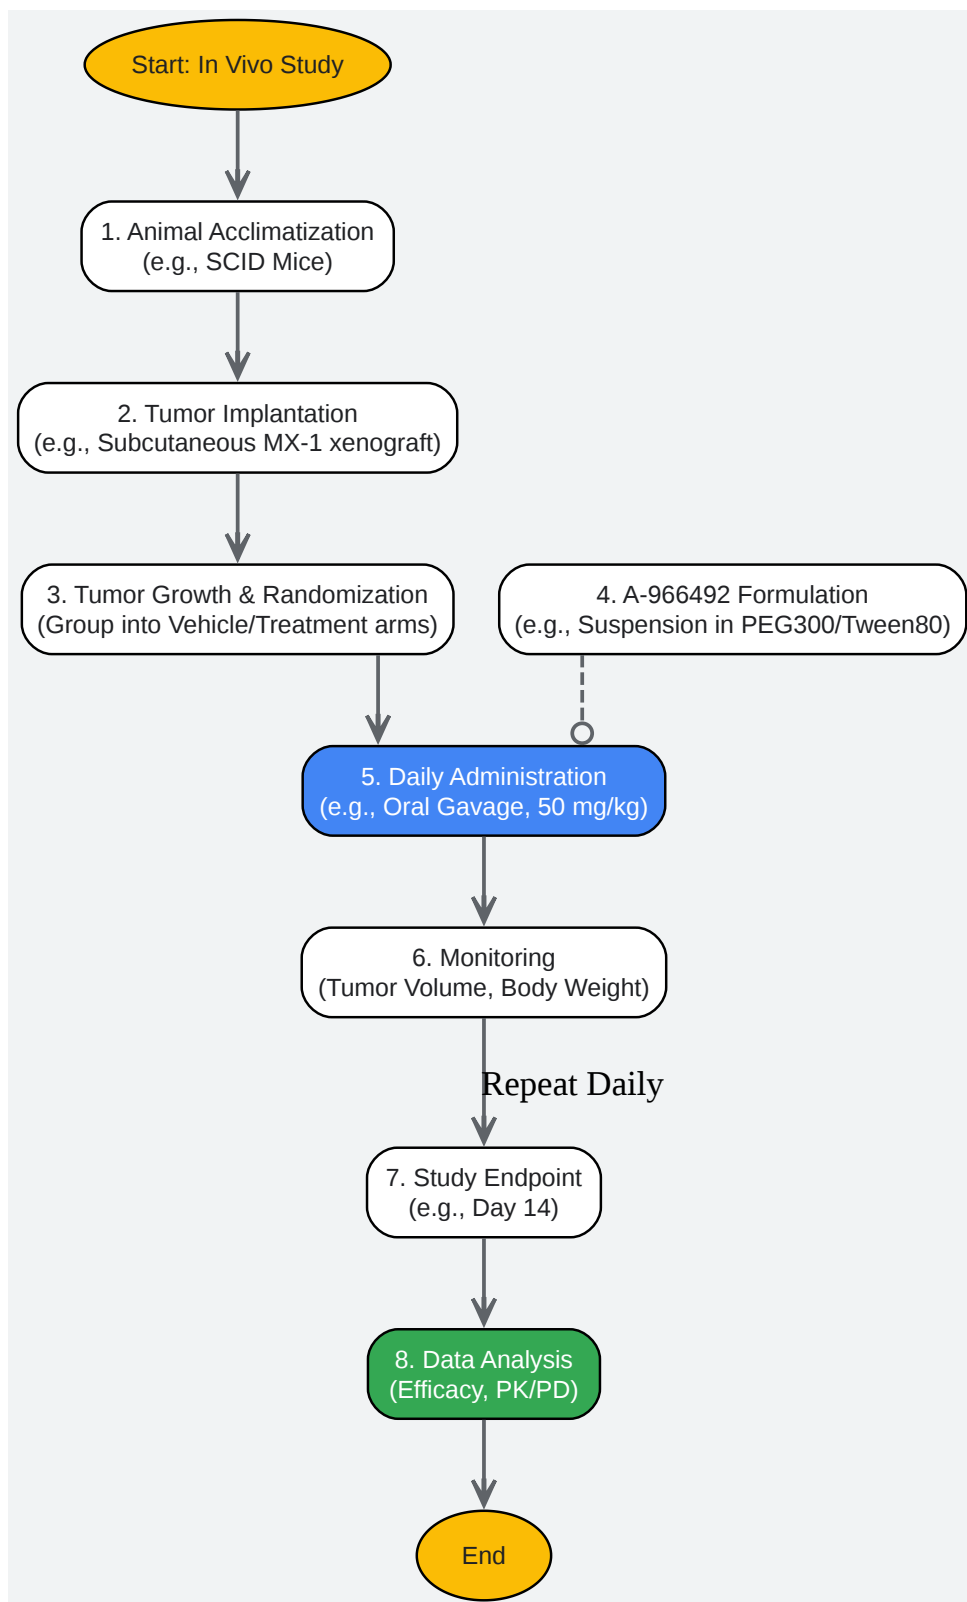 Start: In Vivo Study
1. Animal Acclimatization
(e.g., SCID Mice)
2. Tumor Implantation
(e.g., Subcutaneous MX-1 xenograft)
3. Tumor Growth & Randomization
(Group into Vehicle/Treatment arms)
4. A-966492 Formulation
(e.g., Suspension in PEG300/Tween80)
5. Daily Administration
(e.g., Oral Gavage, 50 mg/kg)
6. Monitoring
(Tumor Volume, Body Weight)
Repeat Daily
7. Study Endpoint
(e.g., Day 14)
8. Data Analysis
(Efficacy, PK/PD)
End